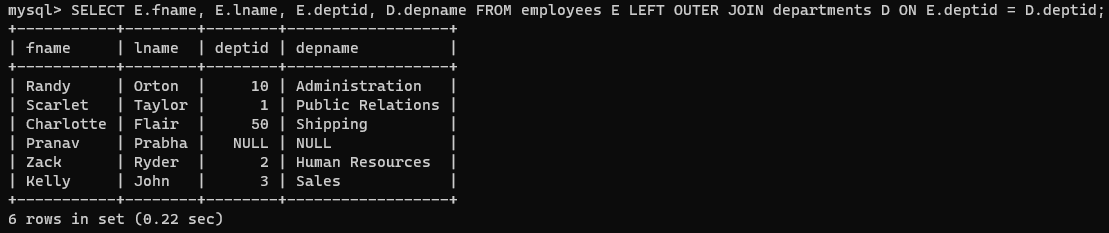 mysql> SELECT E.fname, E.lname, E.deptid, D.depname FROM employees E LEFT OUTER JOIN departments D ON E.deptid = D.deptid;
+-----------+--------+--------+------------------+
| fname     | lname  | deptid | depname          |
+-----------+--------+--------+------------------+
| Randy     | Orton  |     10 | Administration   |
| Scarlet   | Taylor |      1 | Public Relations |
| Charlotte | Flair  |     50 | Shipping         |
| Pranav    | Prabha |   NULL | NULL             |
| Zack      | Ryder  |      2 | Human Resources  |
| Kelly     | John   |      3 | Sales            |
+-----------+--------+--------+------------------+
6 rows in set (0.22 sec)